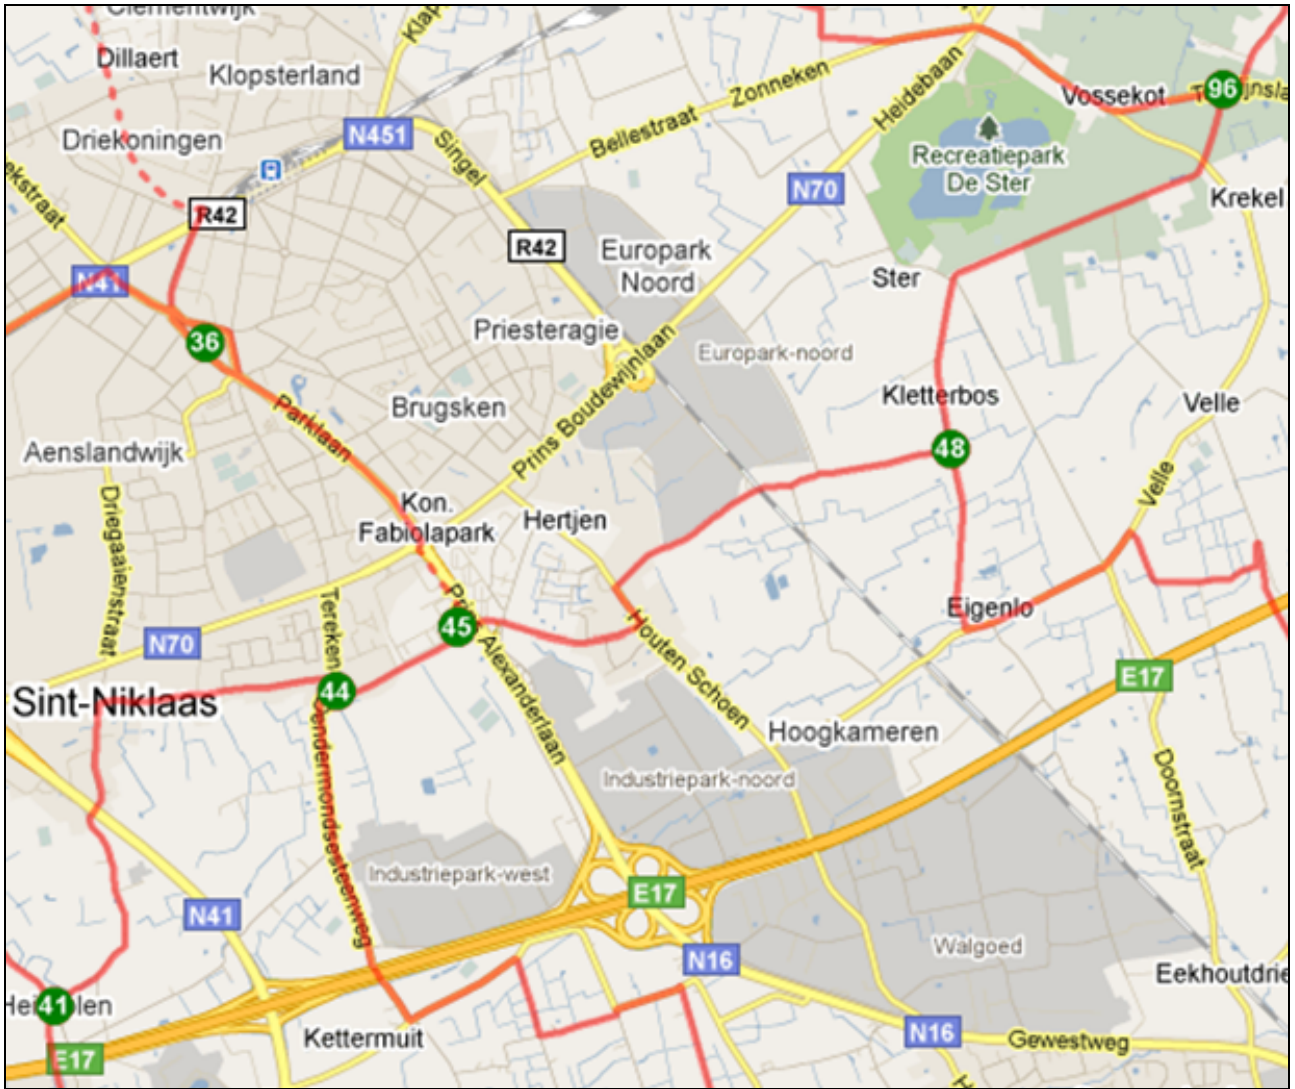 Clementwijk
Dillaert
Klopsterland
Driekoningen
N451
Singel
Bellestraat
Zonneken
Heidebaan
Vossekot
96
Recreatiepark
De Ster
N70
Krekel
R42
R42
Europark
Noord
Ster
N41
36
Priesteragie
Europark-noord
Prins Boudewijnlaan
Kletterbos
Velle
Brugsken
Parklaan
Aenslandwijk
48
Velle
Kon.
Fabiolapark
Hertjen
Driegaaienstraat
Tereken
Eigenlo
45
N70
Houten Schoen
Alexanderlaan
E17
44
Sint-Niklaas
Hoogkameren
Industriepark-noord
Doornstraat
Industriepark-west
E17
N41
Walgoed
N16
Eekhoutdrie
41
Kettermuit
N16
Gewestweg
E17